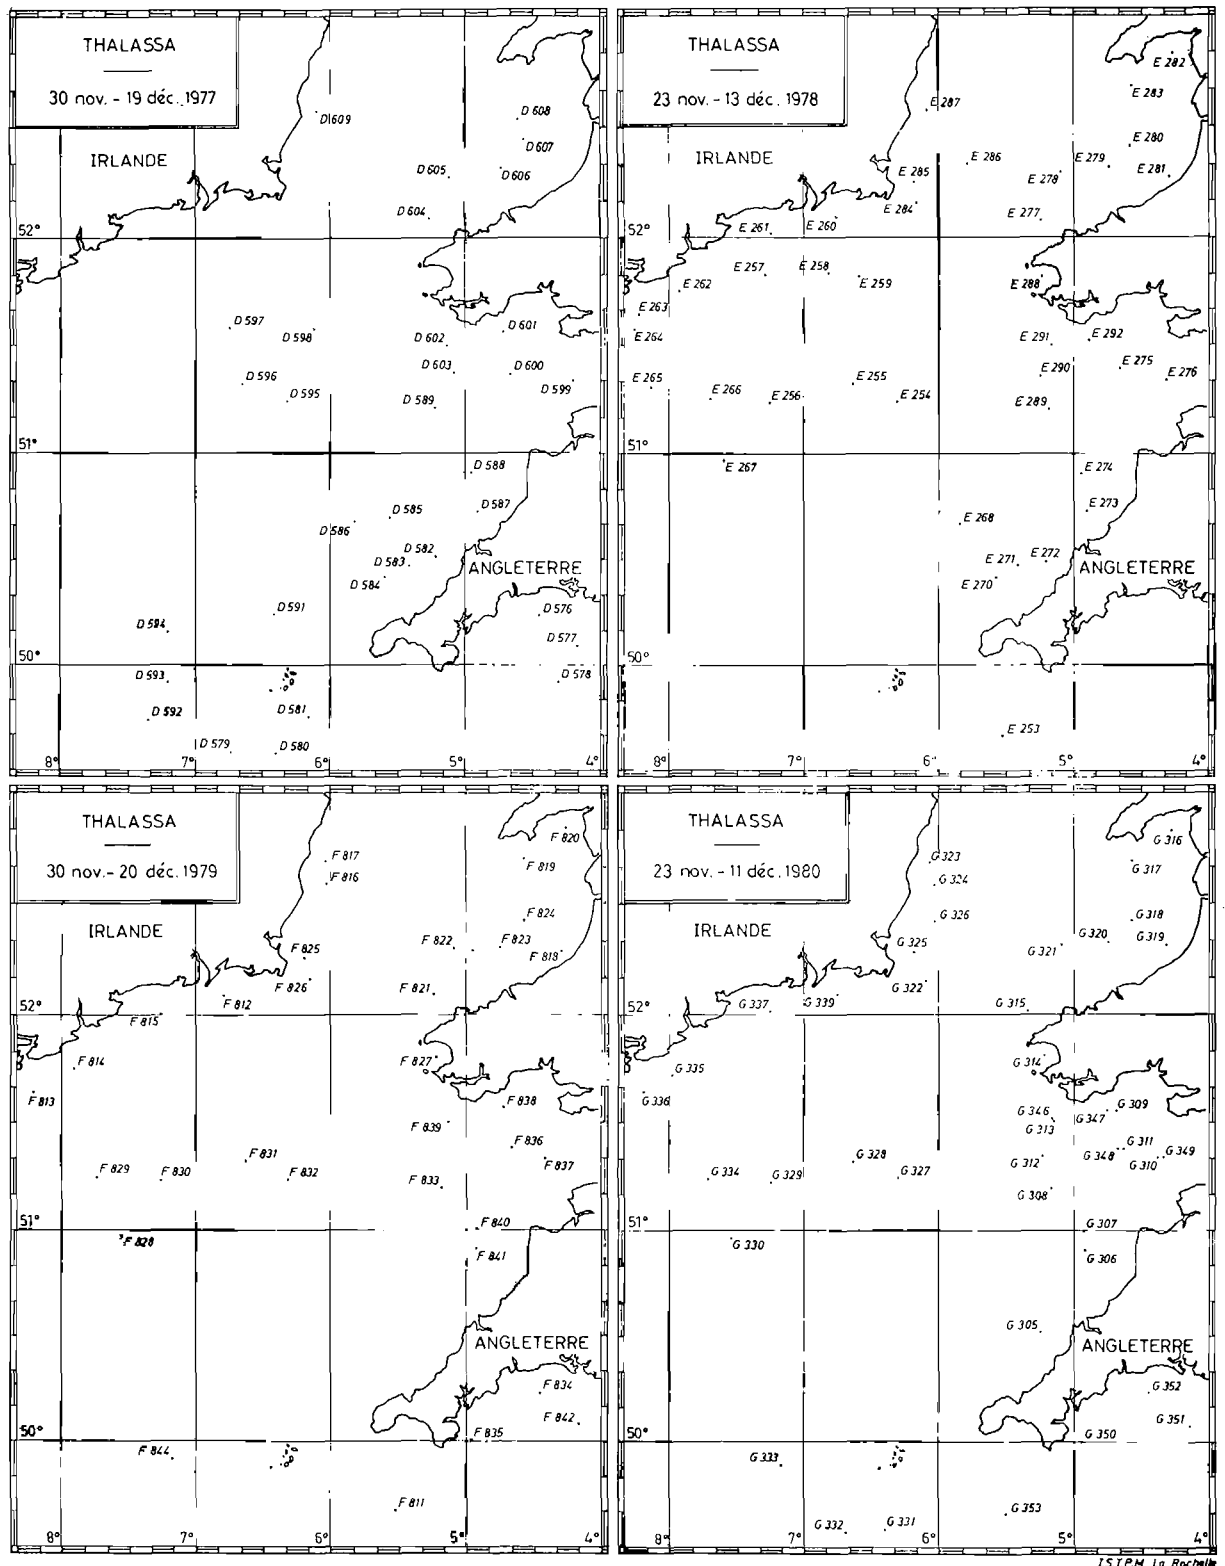 THALASSA
30 nov. - 19 déc. 1977
IRLANDE
D 609
D 608
D 607
D 606
D 605
D 604
52°
D 597
D 598
D 602
D 601
D 603
D 600
D 596
D 595
D 589
D 599
51°
D 588
D 587
D 585
D 586
D 582
D 583
D 584
ANGLETERRE
D 591
D 576
D 594
D 577
50°
D 593
D 578
D 592
D 581
D 579
D 580
8°
7°
6°
5°
4°
THALASSA
23 nov. - 13 déc. 1978
E 282
E 283
E 287
IRLANDE
E 280
E 286
E 279
E 285
E 278
E 281
E 284
E 277
E 261
E 260
52°
E 257
E 258
E 262
E 259
E 288
E 263
E 264
E 291
E 292
E 275
E 290
E 276
E 265
E 266
E 256
E 255
E 254
E 289
51°
E 267
E 274
E 273
E 268
E 272
E 271
E 270
ANGLETERRE
50°
E 253
8°
7°
6°
5°
4°
THALASSA
30 nov. - 20 déc. 1979
F 820
F 817
F 819
F 816
IRLANDE
F 824
F 822
F 823
F 825
F 818
F 826
F 821
F 812
52°
F 815
F 814
F 827
F 813
F 838
F 839
F 836
F 831
F 829
F 830
F 832
F 837
F 833
51°
F 840
F 828
F 841
ANGLETERRE
F 834
F 842
50°
F 844
F 835
F 811
8°
7°
6°
5°
4°
THALASSA
23 nov. - 11 déc. 1980
G 316
G 323
G 317
G 324
IRLANDE
G 326
G 318
G 325
G 320
G 319
G 321
G 322
G 337
G 339
G 315
52°
G 335
G 314
G 336
G 346
G 347
G 309
G 313
G 328
G 311
G 312
G 348
G 349
G 310
G 334
G 329
G 327
G 308
51°
G 307
G 330
G 306
G 305
ANGLETERRE
G 352
G 351
50°
G 350
G 333
G 353
G 332
G 331
8°
7°
6°
5°
4°
I S T P M La Rochelle